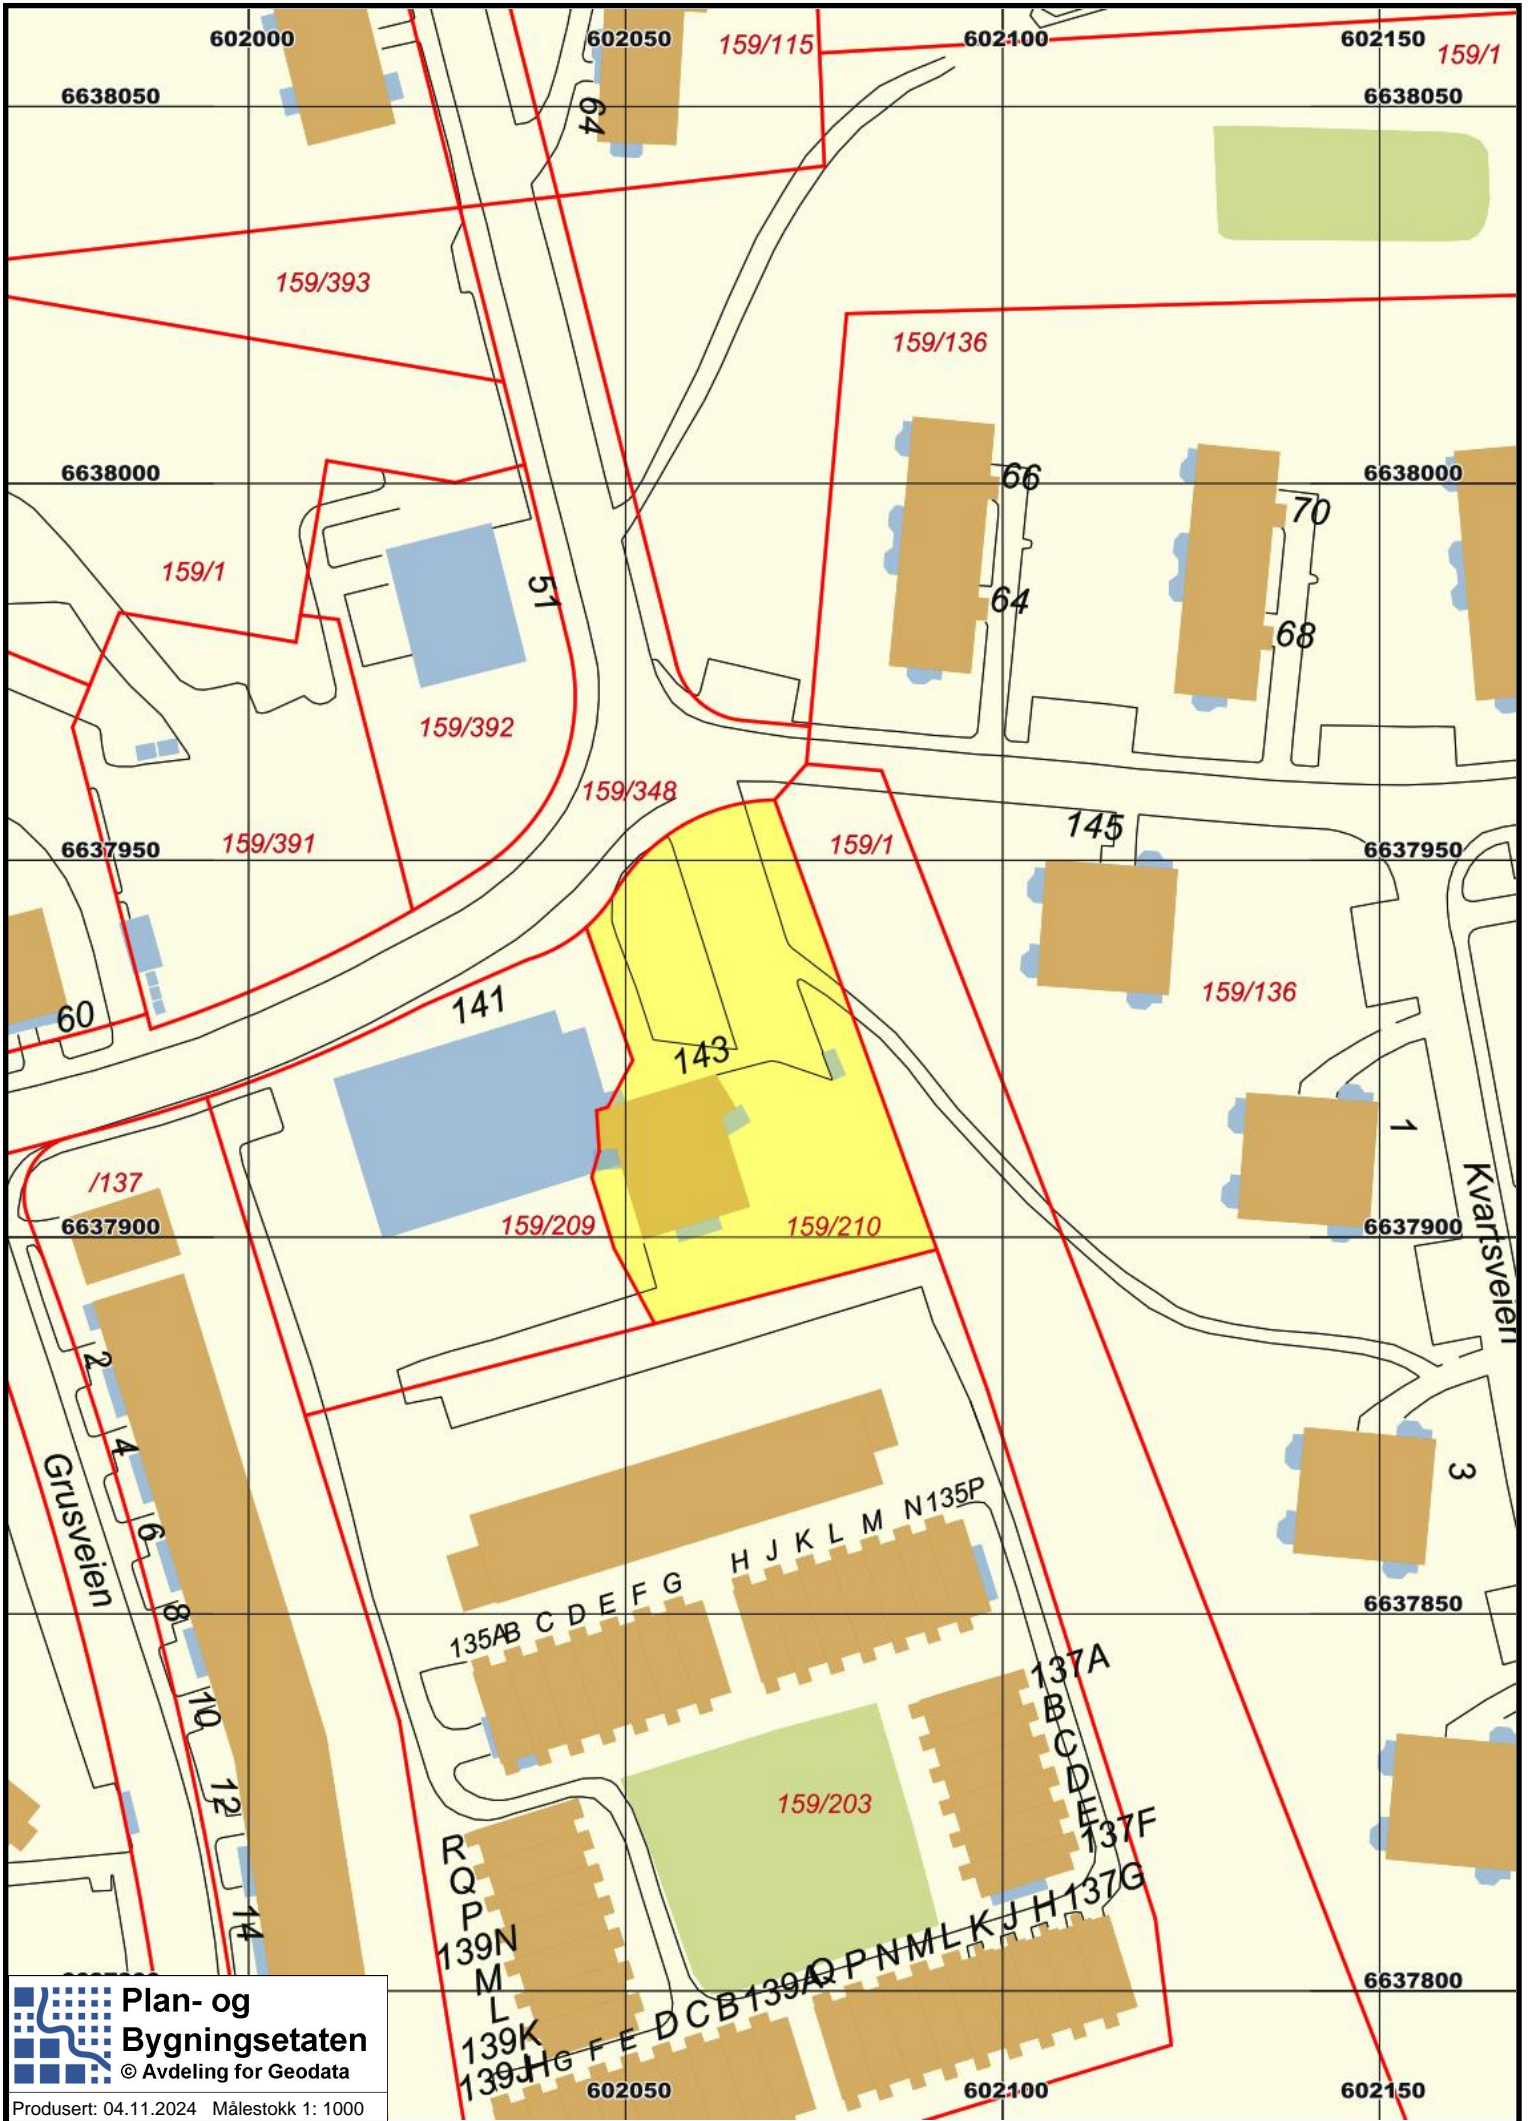 602000 602050 602100 602150
159/115
159/1
6638050 6638050
64
159/393
159/136
6638000 6638000
66
70
159/1
51
64
68
159/392
159/348
145
159/391
159/1
6637950 6637950
159/136
60
141
143
1
/137
6637900 6637900
159/209
159/210
Kvartsveien
2
4
3
Grusveien
6
N 135P
M
L
K
J
H
G
F
E
D
C
B
135A
8
6637850
10
137A
B
C
D
E
137F
12
159/203
R
Q
P
139N
M
L
139K
139J
137G
H
J
K
L
M
N
P
Q
139A
B
C
D
E
F
G
H
14
6637800
Plan- og
Bygningsetaten
© Avdeling for Geodata
Produsert: 04.11.2024 Målestokk 1: 1000
602050 602100 602150